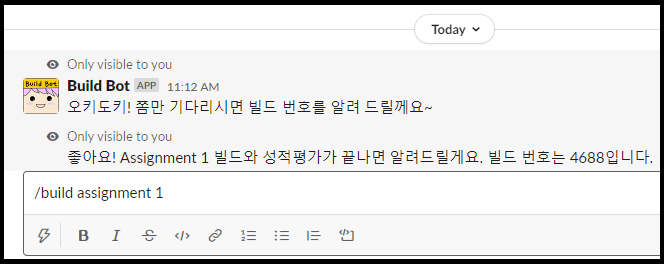 Today
Only visible to you
Build Bot
Build Bot APP 11:12 AM
오키도키! 쫌만 기다리시면 빌드 번호를 알려 드릴께요~
Only visible to you
좋아요! Assignment 1 빌드와 성적평가가 끝나면 알려드릴게요. 빌드 번호는 4688입니다.
/build assignment 1